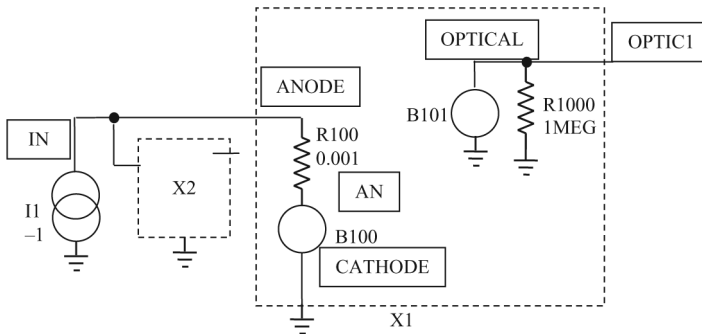 OPTICAL
OPTIC1
ANODE
B101
R1000
1MEG
IN
R100
0.001
X2
AN
I1
–1
B100
CATHODE
X1